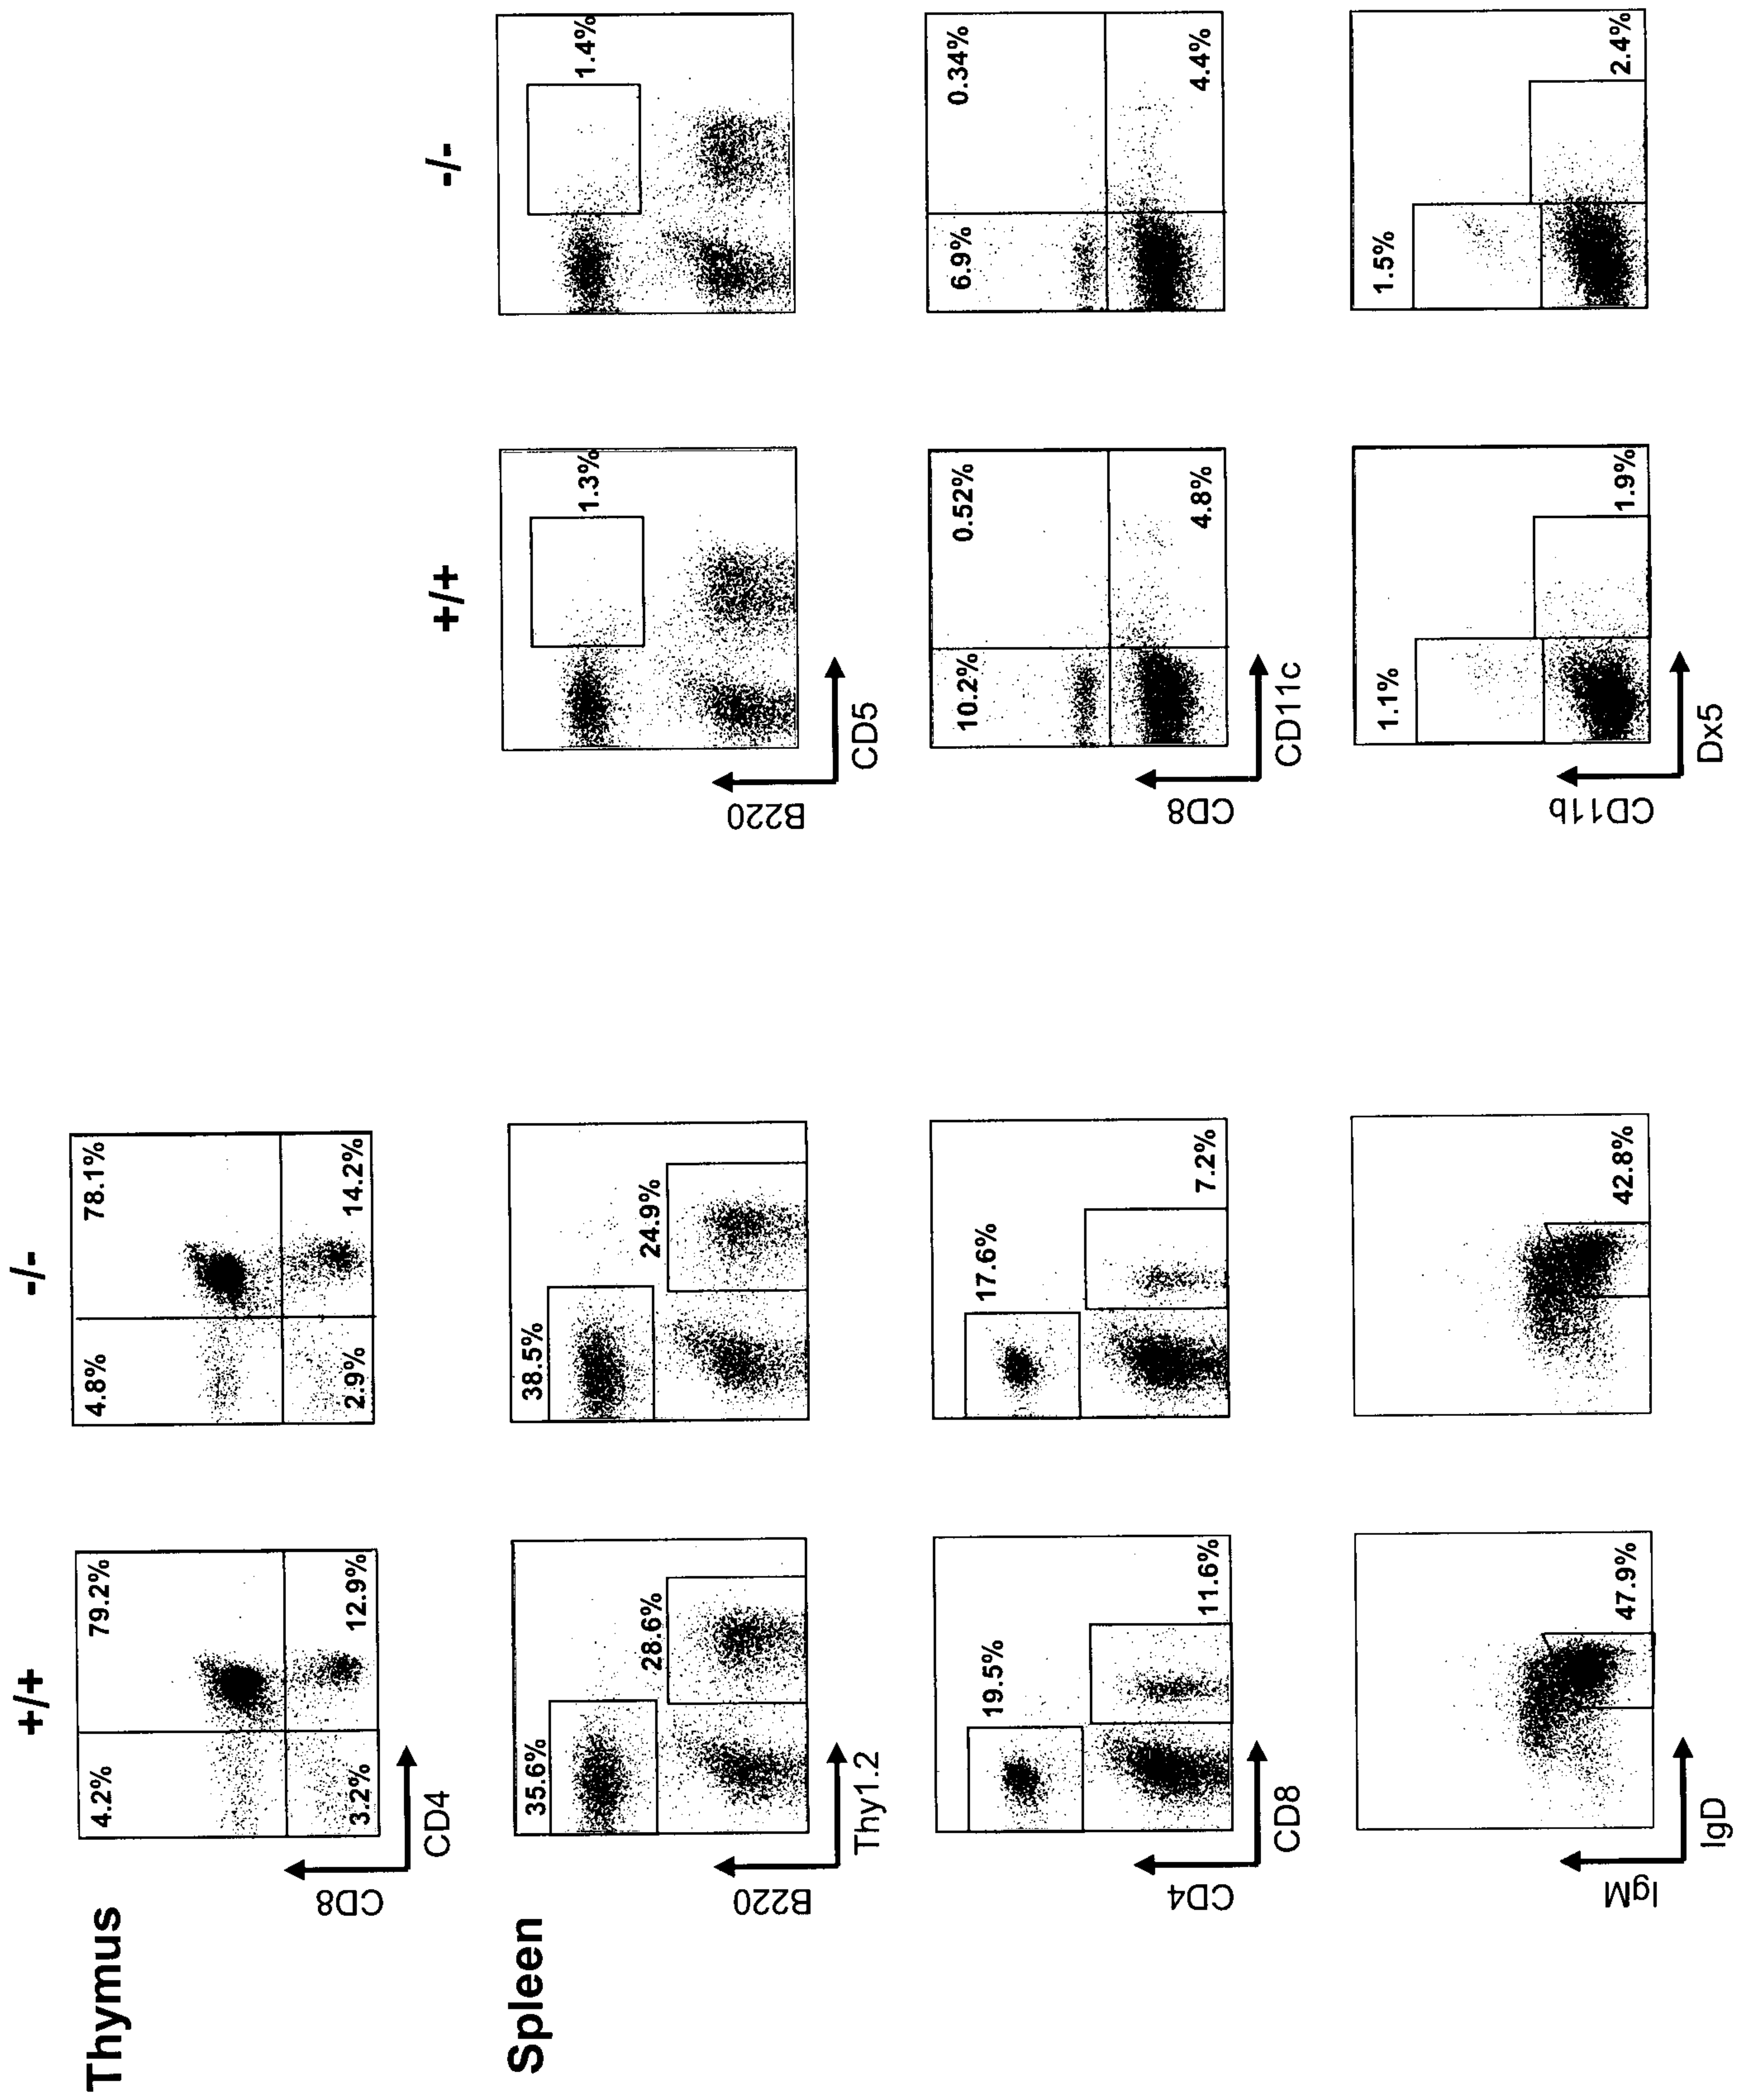 +/+
-/-
Thymus
4.2%
79.2%
3.2%
12.9%
4.8%
78.1%
2.9%
14.2%
CD8
CD4
+/+
-/-
Spleen
35.6%
28.6%
38.5%
24.9%
B220
Thy1.2
1.3%
1.4%
B220
CD5
19.5%
11.6%
17.6%
7.2%
CD4
CD8
10.2%
0.52%
4.8%
6.9%
0.34%
4.4%
CD8
CD11c
47.9%
42.8%
IgM
IgD
1.1%
1.9%
1.5%
2.4%
CD11b
Dx5